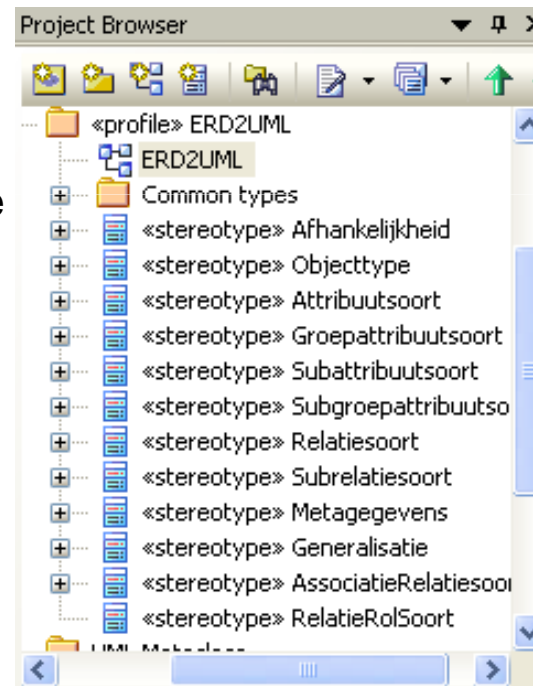 Project Browser
«profile» ERD2UML
ERD2UML
e
Common types
«stereotype» Afhankelijkheid
«stereotype» Objecttype
«stereotype» Attribuutsoort
«stereotype» Groepattribuutsoort
«stereotype» Subattribuutsoort
«stereotype» Subgroepattribuutso
«stereotype» Relatiesoort
«stereotype» Subrelatiesoort
«stereotype» Metagegevens
«stereotype» Generalisatie
«stereotype» AssociatieRelatiesoor
«stereotype» RelatieRolSoort